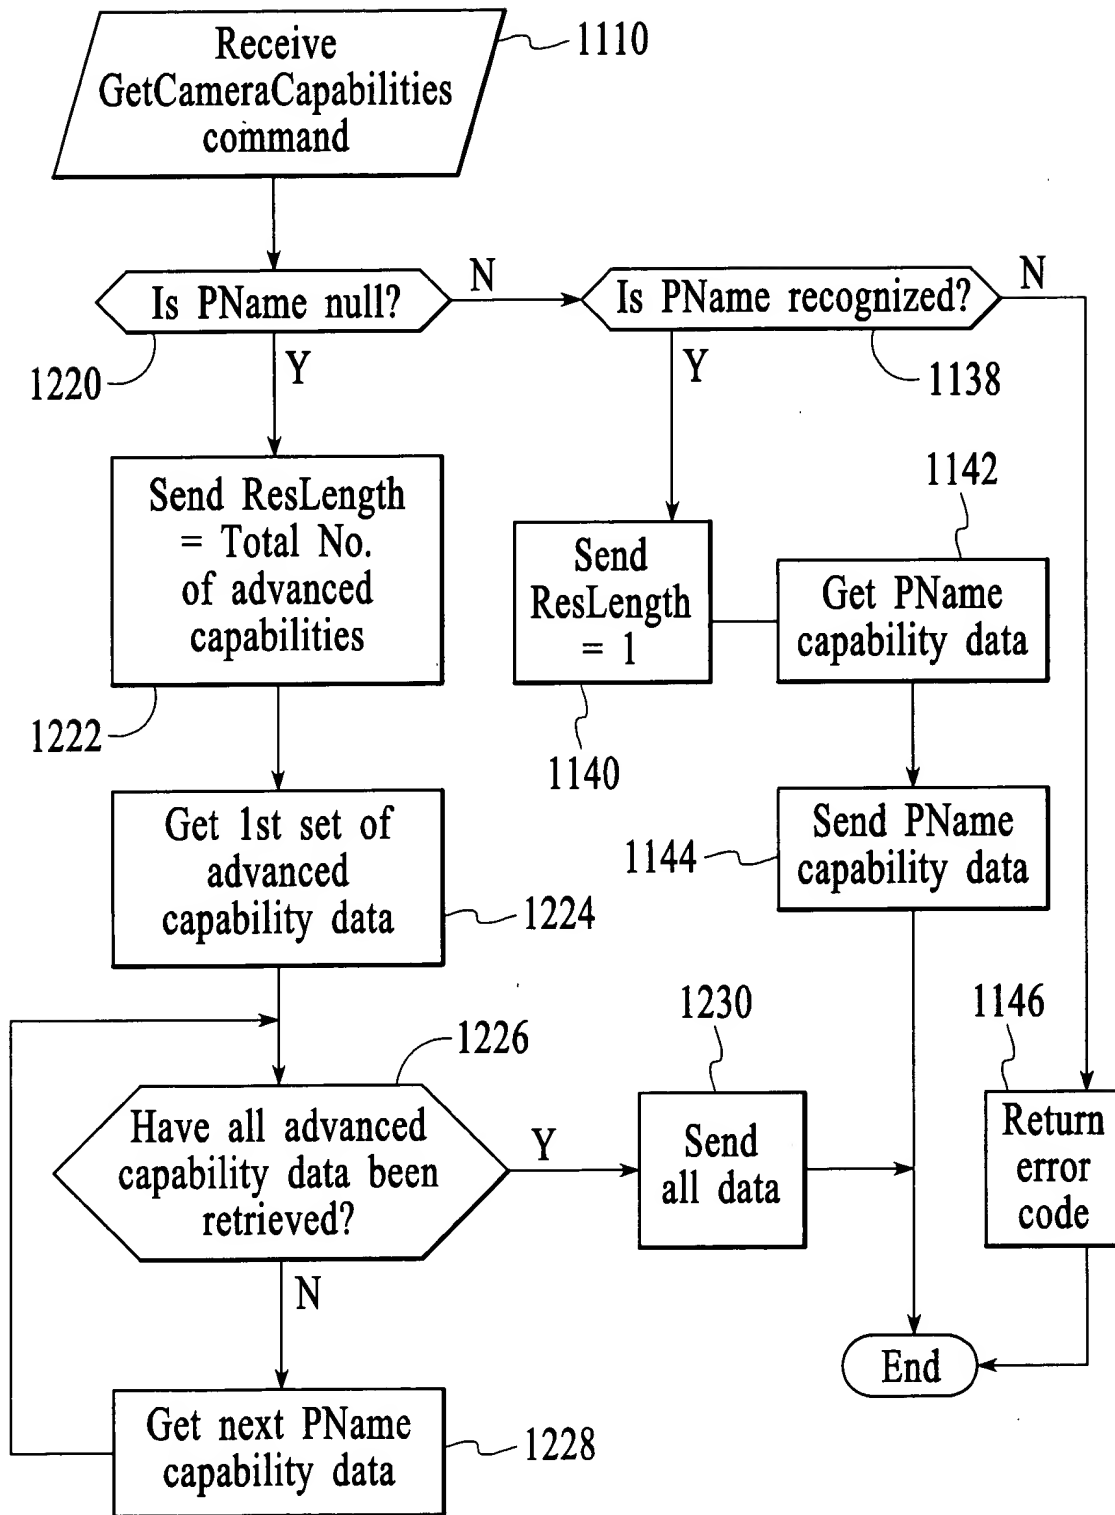 Receive
GetCameraCapabilities
command
1110
Is PName null?
N
Is PName recognized?
N
1220
Y
Y
1138
Send ResLength
= Total No.
of advanced
capabilities
1222
Send
ResLength
= 1
1140
1142
Get PName
capability data
Get 1st set of
advanced
capability data
1224
1144
Send PName
capability data
1226
1230
1146
Have all advanced
capability data been
retrieved?
Y
Send
all data
Return
error
code
N
End
Get next PName
capability data
1228